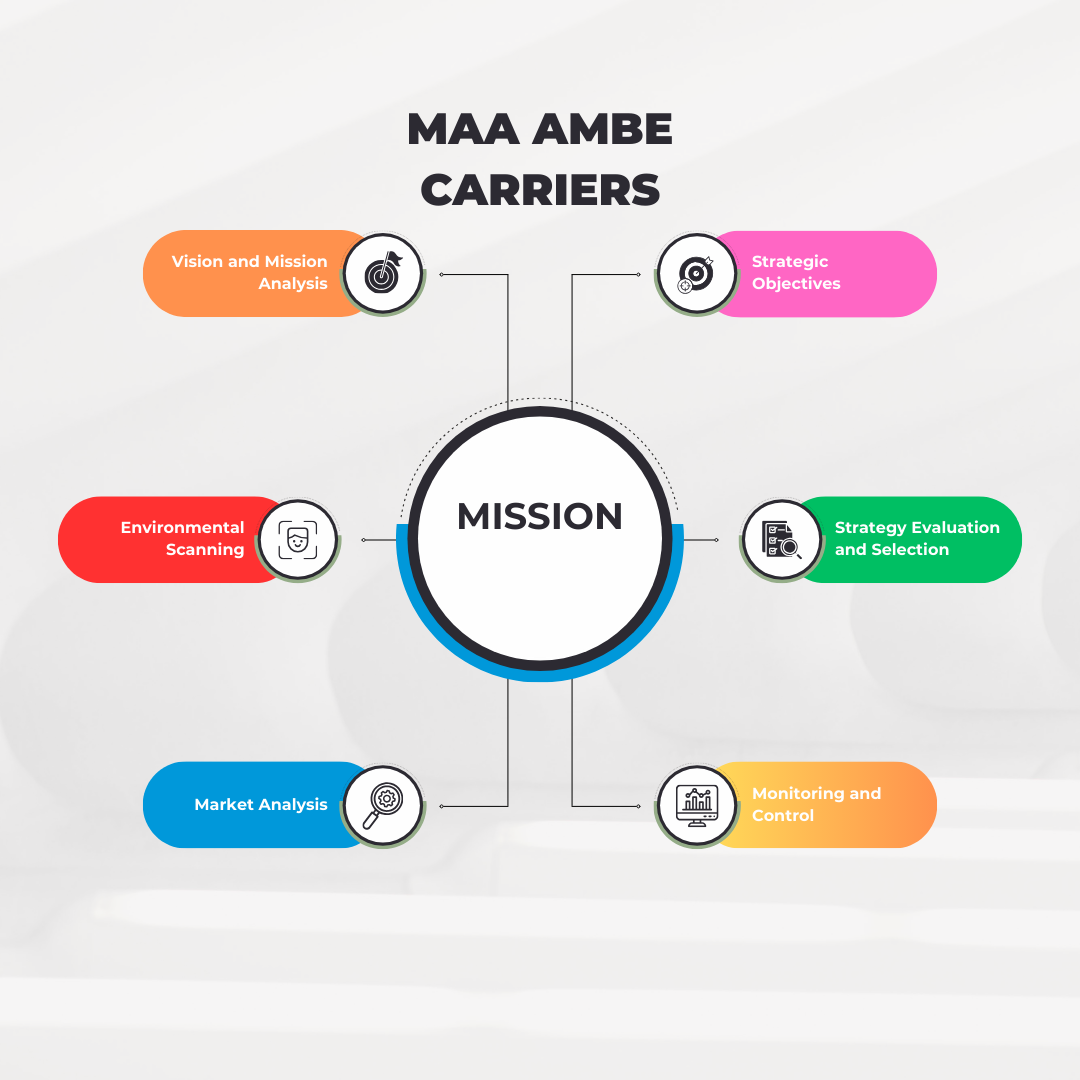 MAA AMBE
CARRIERS
Vision and Mission
Analysis
Strategic
Objectives
Environmental
Scanning
MISSION
Strategy Evaluation
and Selection
Market Analysis
Monitoring and
Control